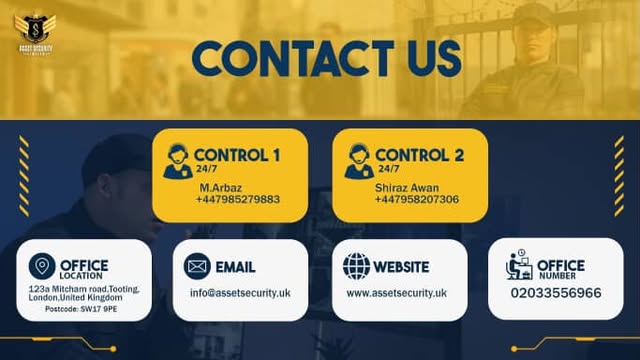 ASSET SECURITY
CONTACT US
CONTROL 1
24/7
M.Arbaz
+447985279883
CONTROL 2
24/7
Shiraz Awan
+447958207306
OFFICE
LOCATION
123a Mitcham road,Tooting,
London,United Kingdom
Postcode: SW17 9PE
EMAIL
info@assetsecurity.uk
WEBSITE
www.assetsecurity.uk
OFFICE
NUMBER
02033556966